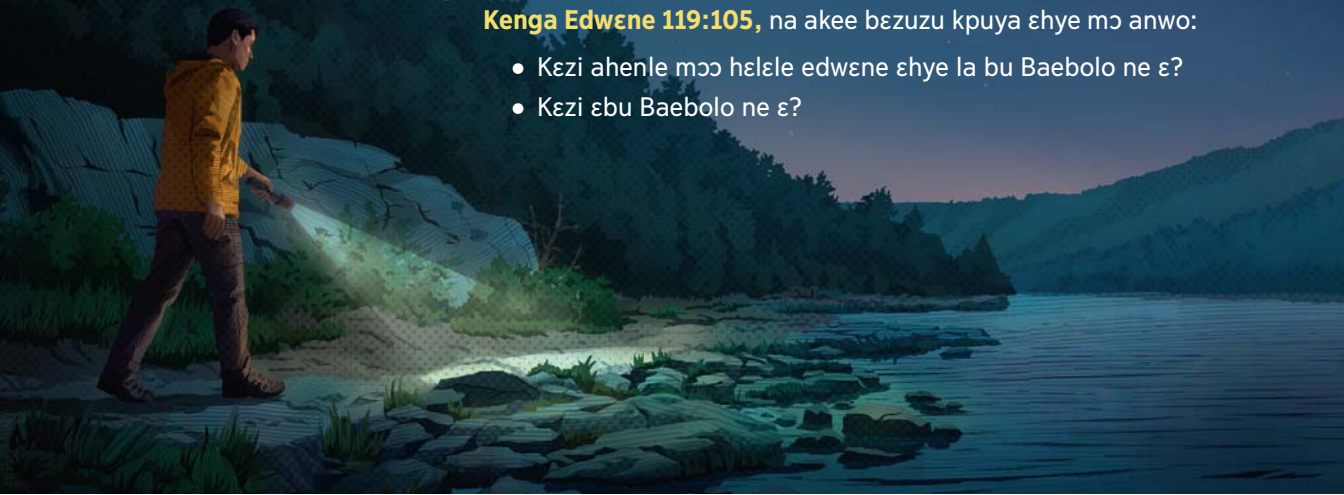 Kenga Edwɛne 119:105, na akee bɛzuzu kpuya ɛhye mɔ anwo:
• Kɛzi ahenle mɔɔ hɛlɛle edwɛne ɛhye la bu Baebolo ne ɛ?
• Kɛzi ɛbu Baebolo ne ɛ?